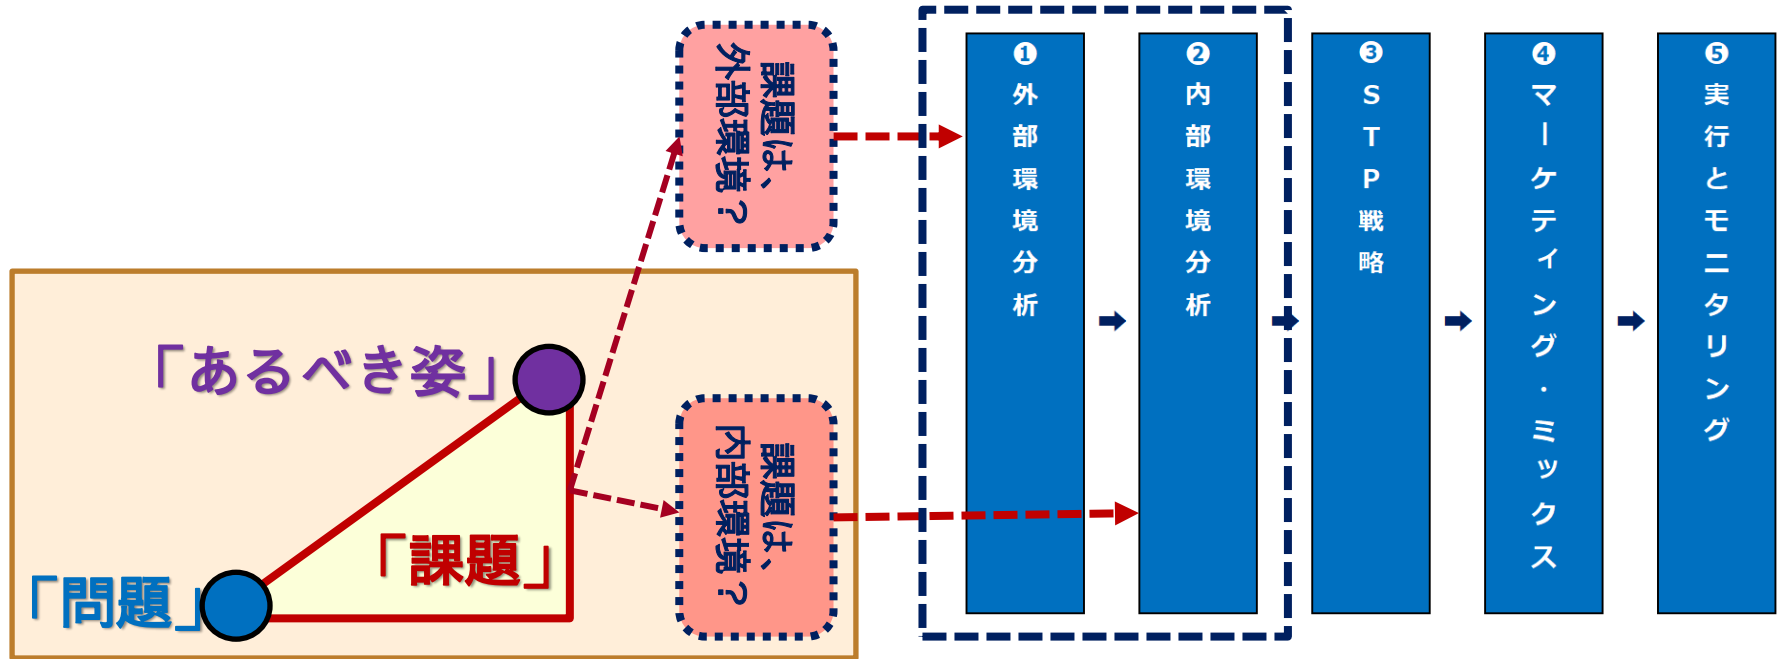 課題は、
外部環境？
「あるべき姿」
「課題」
「問題」
課題は、
内部環境？
❶外部環境分析
❷内部環境分析
❸STP戦略
❹マーケティング・ミックス
❺実行とモニタリング